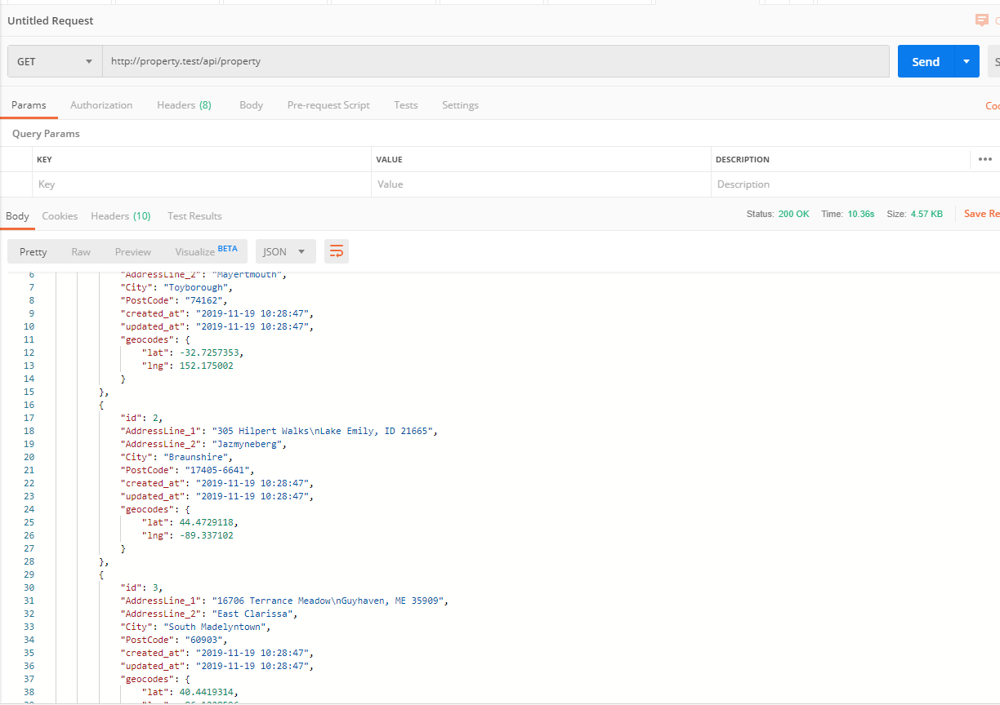 Untitled Request
GET http://property.test/api/property Send
Params Authorization Headers (8) Body Pre-request Script Tests Settings
Query Params
KEY VALUE DESCRIPTION •••
Key Value Description
Body Cookies Headers (10) Test Results Status: 200 OK Time: 10.36s Size: 4.57 KB Save
Pretty Raw Preview Visualize BETA JSON
6 "AddressLine_2": "Mayertmouth",
7 "City": "Toyborough",
8 "PostCode": "74162",
9 "created_at": "2019-11-19 10:28:47",
10 "updated_at": "2019-11-19 10:28:47",
11 "geocodes": {
12 "lat": -32.7257353,
13 "lng": 152.175002
14 }
15 },
16 {
17 "id": 2,
18 "AddressLine_1": "305 Hilpert Walks\nLake Emily, ID 21665",
19 "AddressLine_2": "Jazmyneberg",
20 "City": "Braunshire",
21 "PostCode": "17405-6641",
22 "created_at": "2019-11-19 10:28:47",
23 "updated_at": "2019-11-19 10:28:47",
24 "geocodes": {
25 "lat": 44.4729118,
26 "lng": -89.337102
27 }
28 },
29 {
30 "id": 3,
31 "AddressLine_1": "16706 Terrance Meadow\nGuyhaven, ME 35909",
32 "AddressLine_2": "East Clarissa",
33 "City": "South Madelyntown",
34 "PostCode": "60903",
35 "created_at": "2019-11-19 10:28:47",
36 "updated_at": "2019-11-19 10:28:47",
37 "geocodes": {
38 "lat": 40.4419314,